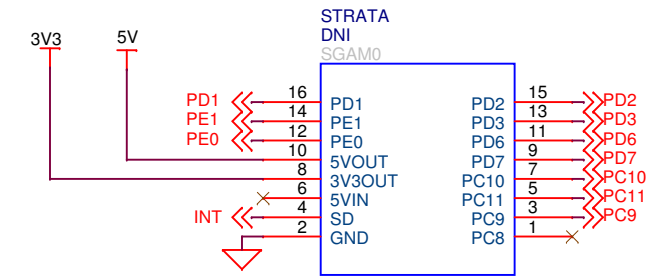 STRATA
DNI
SGAM0
3V3 5V
PD1 16 PD1 PD2 15 PD2
PE1 14 PE1 PD3 13 PD3
PE0 12 PE0 PD6 11 PD6
10 5VOUT PD7 9 PD7
8 3V3OUT PC10 7 PC10
6 5VIN PC11 5 PC11
INT 4 SD PC9 3 PC9
2 GND PC8 1